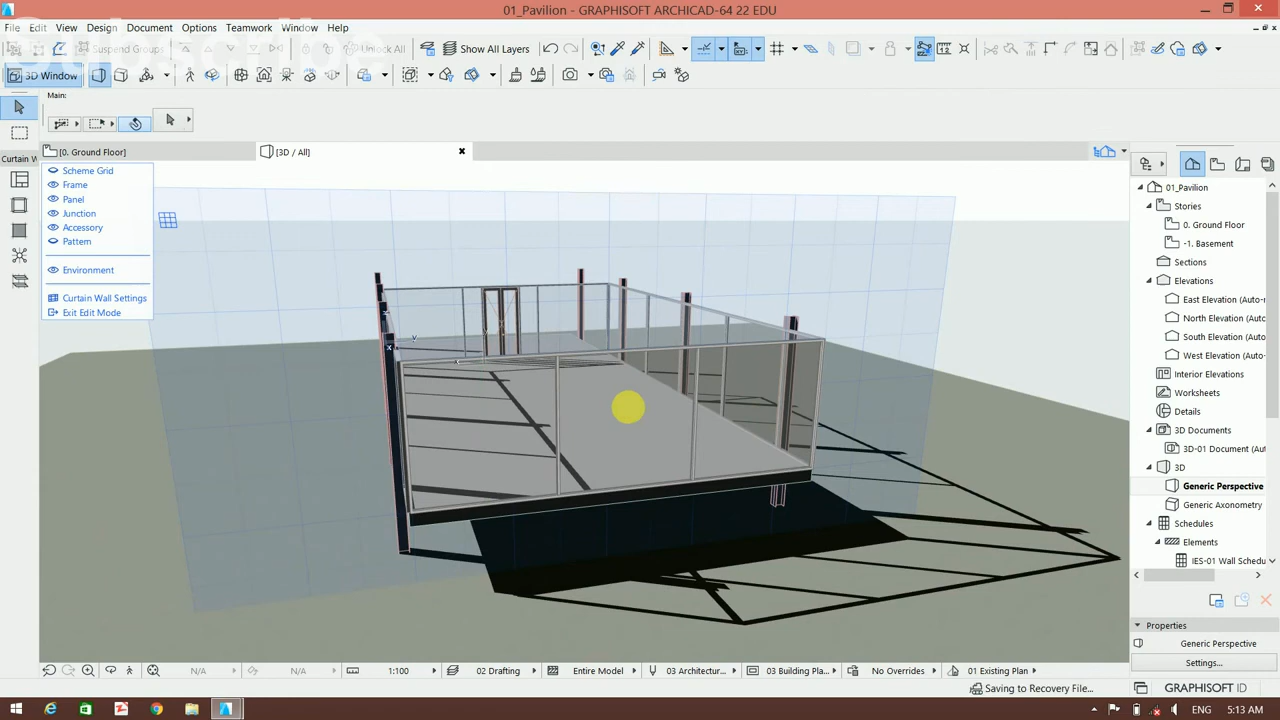 01_Pavilion - GRAPHISOFT ARCHICAD-64 22 EDU
File Edit View Design Document Options Teamwork Window Help
Subscribe
Suspend Groups Unlock All Show All Layers
3D Window
Main:
[0. Ground Floor] [3D / All]
Curtain W
Scheme Grid
Frame
Panel
Junction
Accessory
Pattern
Environment
Curtain Wall Settings
Exit Edit Mode
x y
x
01_Pavilion
Stories
0. Ground Floor
-1. Basement
Sections
Elevations
East Elevation (Auto-r
North Elevation (Auto-
South Elevation (Auto-
West Elevation (Auto-
Interior Elevations
Worksheets
Details
3D Documents
3D-01 Document (Aut
3D
Generic Perspective
Generic Axonometry
Schedules
Elements
IES-01 Wall Schedu
Properties
Generic Perspective
Settings...
N/A N/A 1:100 02 Drafting Entire Model 03 Architectur... 03 Building Pla... No Overrides 01 Existing Plan
Saving to Recovery File... GRAPHISOFT ID
ENG 5:13 AM